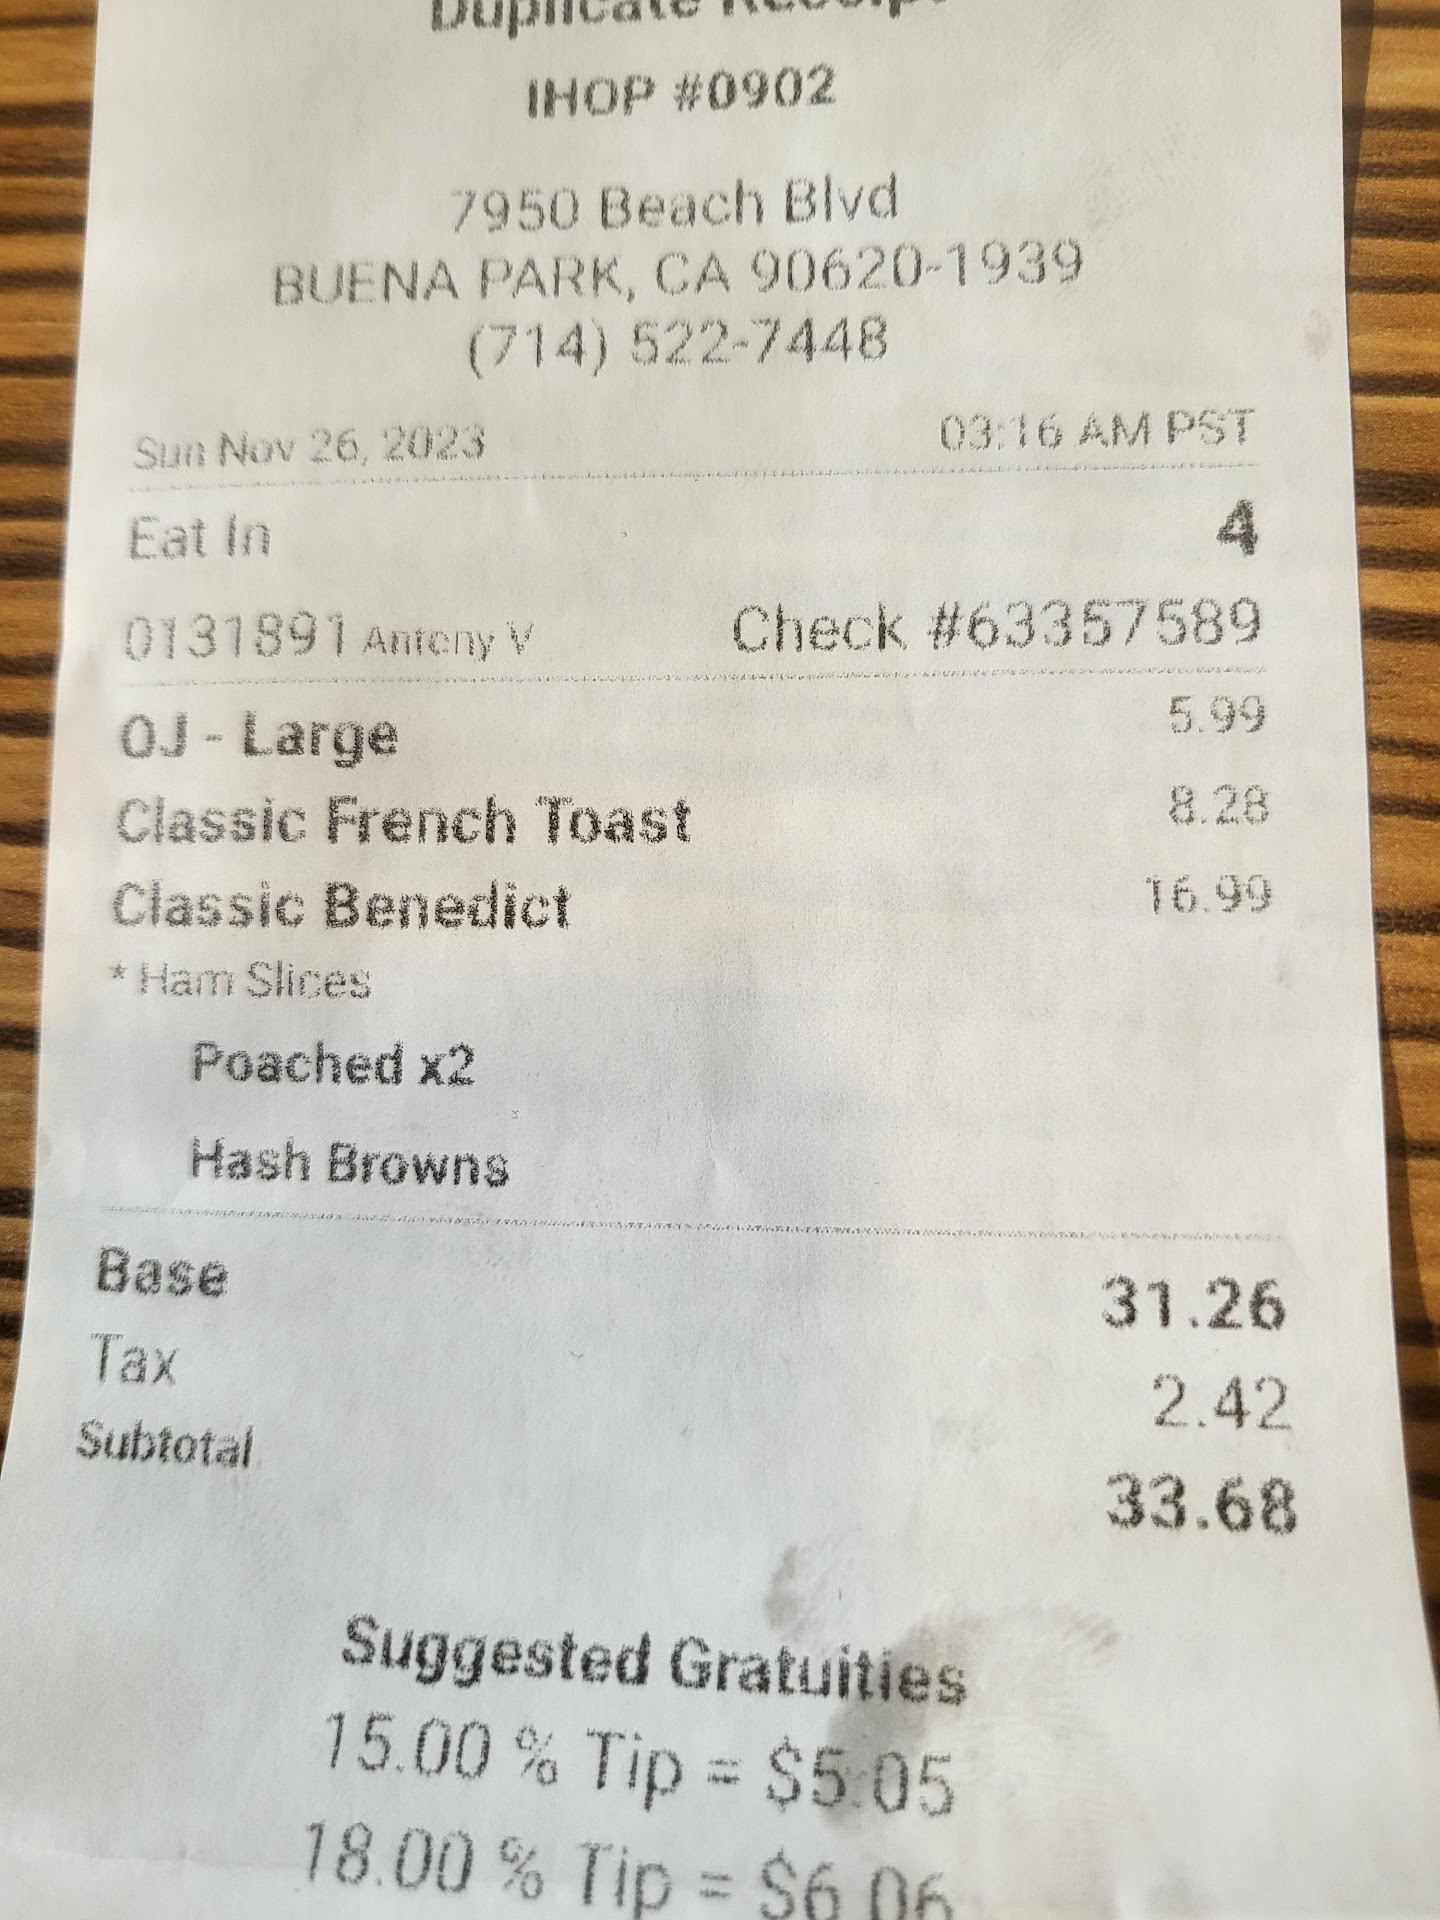 Duplicate Receipt
IHOP #0902
7950 Beach Blvd
BUENA PARK, CA 90620-1939
(714) 522-7448
Sun Nov 26, 2023 03:16 AM PST
Eat In 4
0131891 Antony V Check #63357589
OJ - Large 5.99
Classic French Toast 8.28
Classic Benedict 16.99
* Ham Slices
Poached x2
Hash Browns
Base 31.26
Tax 2.42
Subtotal 33.68
Suggested Gratuities
15.00 % Tip = $5.05
18.00 % Tip = $6.06